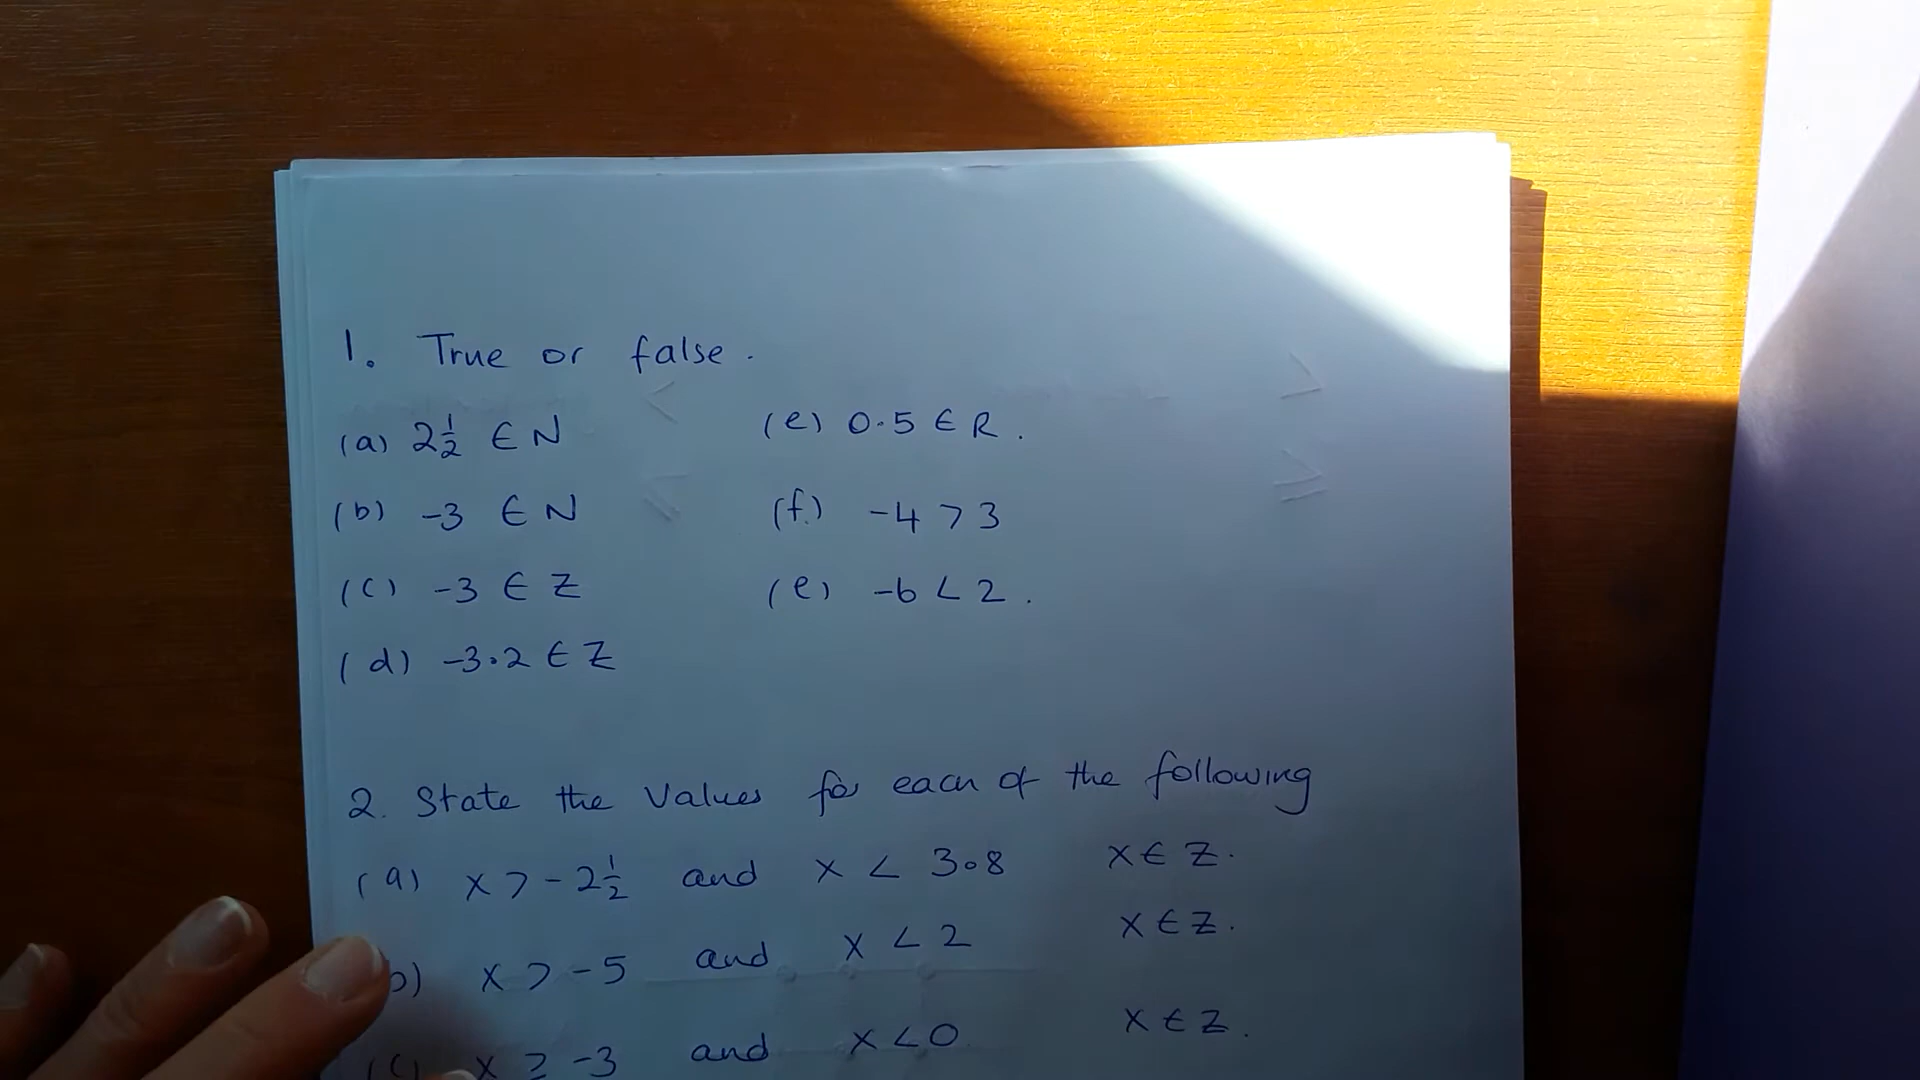 1. True or false.
(a) 2½ ∈ N
(e) 0.5 ∈ R.
(b) -3 ∈ N
(f) -4 > 3
(c) -3 ∈ Z
(e) -6 < 2.
(d) -3.2 ∈ Z
2. State the Values for each of the following
(a) x > -2½ and x < 3.8 x ∈ Z.
b) x > -5 and x < 2 x ∈ Z.
(c) x ≥ -3 and x < 0 x ∈ Z.